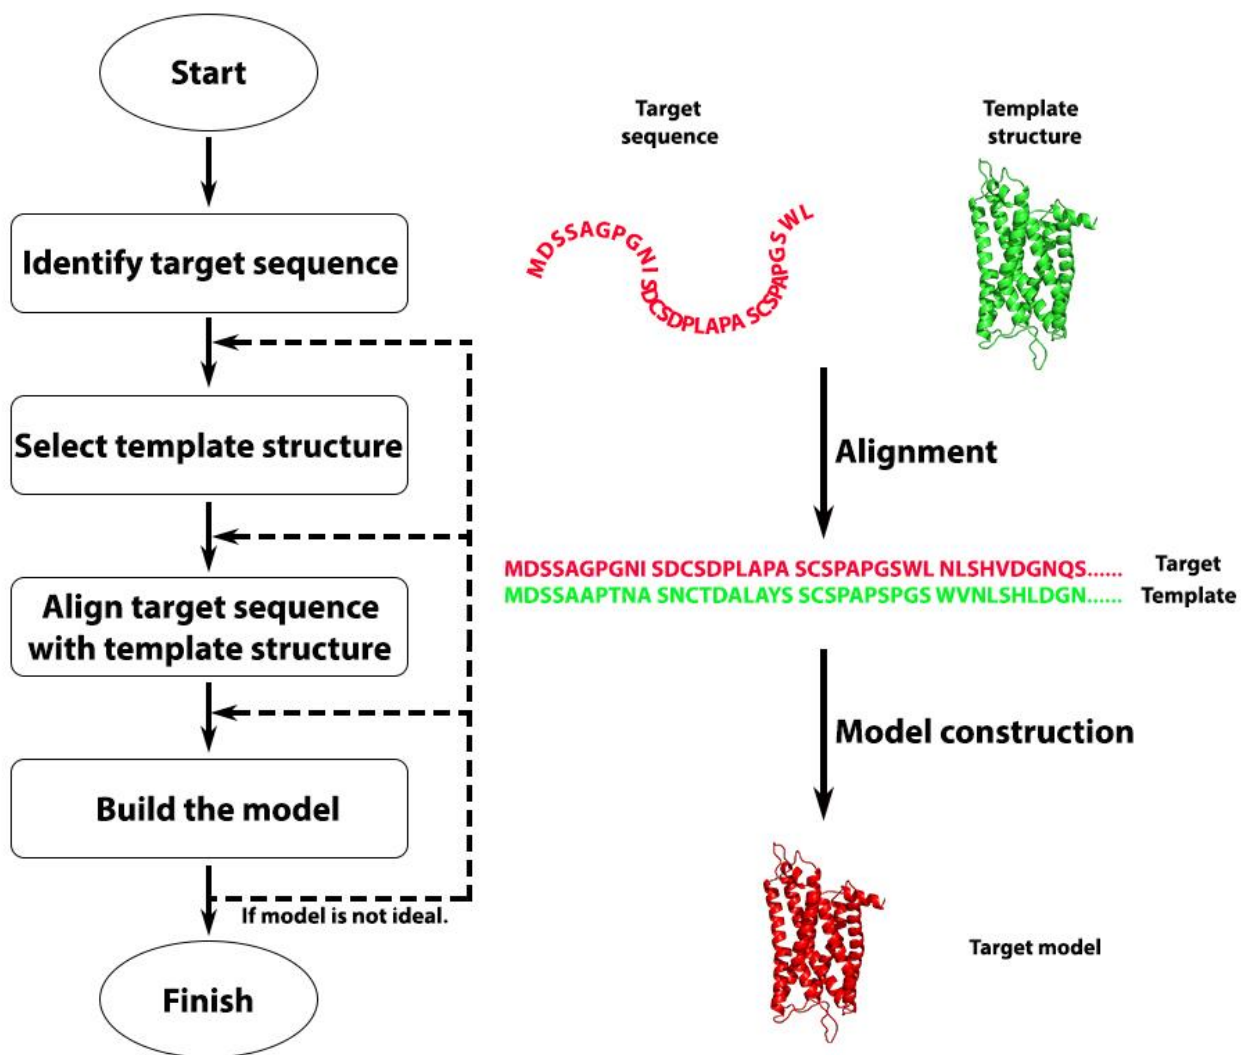 Start
Identify target sequence
Select template structure
Align target sequence
with template structure
Build the model
If model is not ideal.
Finish
Target
sequence
Template
structure
MDSSAGPGNI SDCSDPLAPA SCSPAPGSWL
Alignment
MDSSAGPGNI SDCSDPLAPA SCSPAPGSWL NLSHVDGNQS...... Target
MDSSAAPTNA SNCTDALAYS SCSPAPSPGS WVNLSHLDGN...... Template
Model construction
Target model